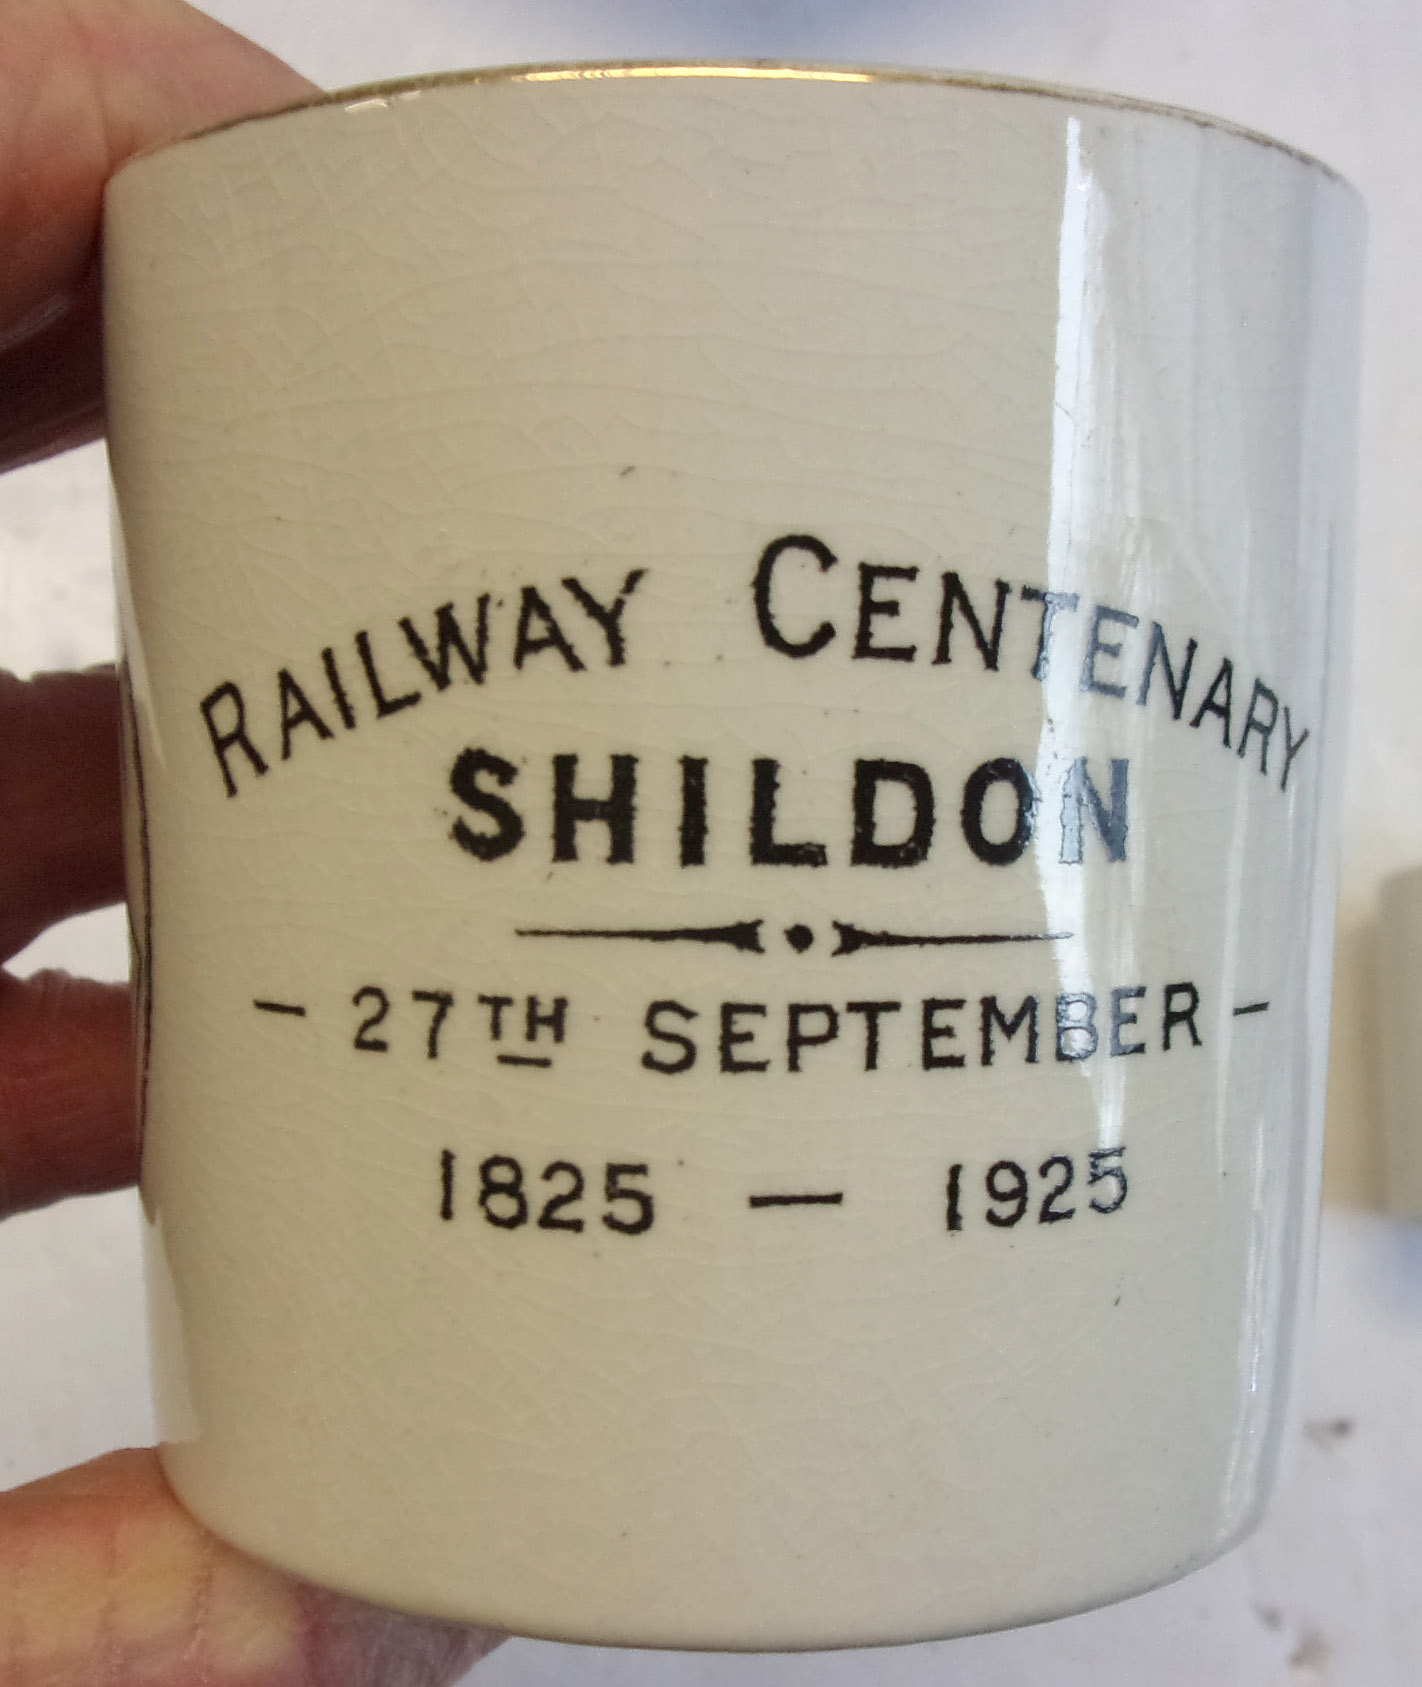 RAILWAY CENTENARY
SHILDON
- 27TH SEPTEMBER -
1825 — 1925